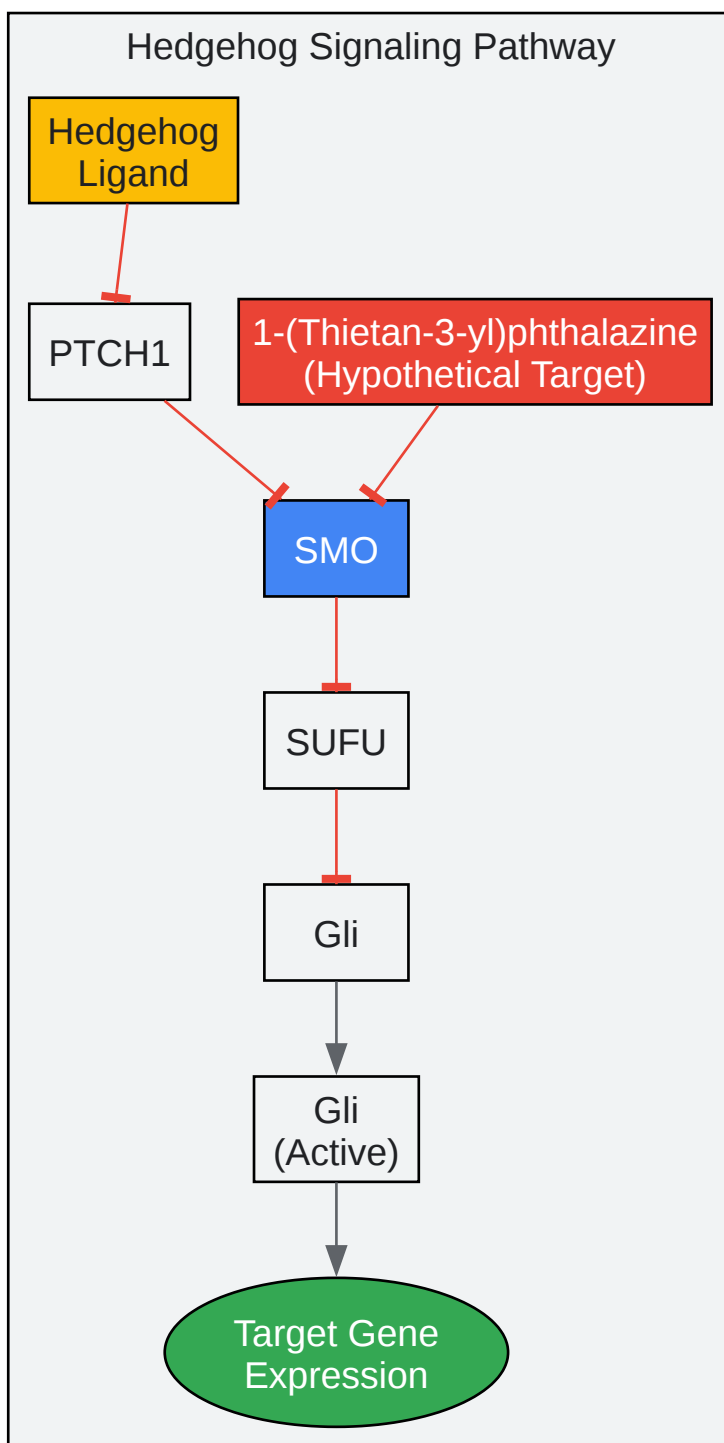 Hedgehog Signaling Pathway
Hedgehog
Ligand
PTCH1
1-(Thietan-3-yl)phthalazine
(Hypothetical Target)
SMO
SUFU
Gli
Gli
(Active)
Target Gene
Expression